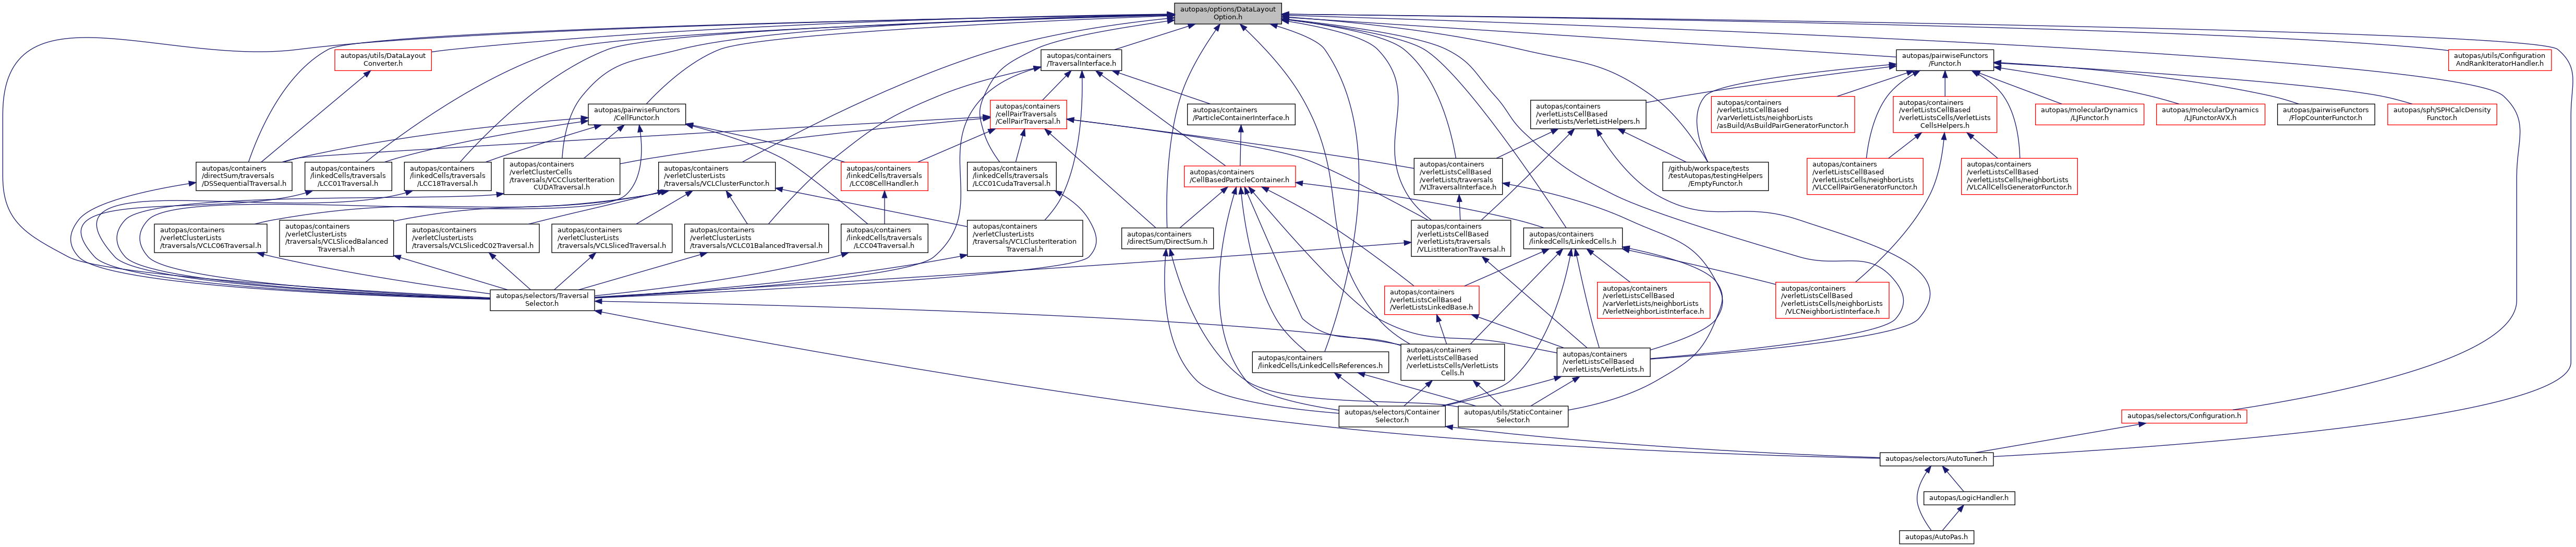 autopas/options/DataLayout
Option.h
autopas/utils/DataLayout
Converter.h
autopas/containers
/TraversalInterface.h
autopas/pairwiseFunctors
/Functor.h
autopas/utils/Configuration
AndRankIteratorHandler.h
autopas/pairwiseFunctors
/CellFunctor.h
autopas/containers
/cellPairTraversals
/CellPairTraversal.h
autopas/containers
/ParticleContainerInterface.h
autopas/containers
/verletListsCellBased
/verletLists/VerletListHelpers.h
autopas/containers
/verletListsCellBased
/varVerletLists/neighborLists
/asBuild/AsBuildPairGeneratorFunctor.h
autopas/containers
/verletListsCellBased
/verletListsCells/VerletLists
CellsHelpers.h
autopas/molecularDynamics
/LJFunctor.h
autopas/molecularDynamics
/LJFunctorAVX.h
autopas/pairwiseFunctors
/FlopCounterFunctor.h
autopas/sph/SPHCalcDensity
Functor.h
autopas/containers
/directSum/traversals
/DSSequentialTraversal.h
autopas/containers
/linkedCells/traversals
/LCC01Traversal.h
autopas/containers
/linkedCells/traversals
/LCC18Traversal.h
autopas/containers
/verletClusterCells
/traversals/VCCClusterIteration
CUDATraversal.h
autopas/containers
/verletClusterLists
/traversals/VCLClusterFunctor.h
autopas/containers
/linkedCells/traversals
/LCC08CellHandler.h
autopas/containers
/linkedCells/traversals
/LCC01CudaTraversal.h
autopas/containers
/CellBasedParticleContainer.h
autopas/containers
/verletListsCellBased
/verletLists/traversals
/VLTraversalInterface.h
/github/workspace/tests
/testAutopas/testingHelpers
/EmptyFunctor.h
autopas/containers
/verletListsCellBased
/verletListsCells/neighborLists
/VLCCellPairGeneratorFunctor.h
autopas/containers
/verletListsCellBased
/verletListsCells/neighborLists
/VLCAllCellsGeneratorFunctor.h
autopas/containers
/verletClusterLists
/traversals/VCLC06Traversal.h
autopas/containers
/verletClusterLists
/traversals/VCLSlicedBalanced
Traversal.h
autopas/containers
/verletClusterLists
/traversals/VCLSlicedC02Traversal.h
autopas/containers
/verletClusterLists
/traversals/VCLSlicedTraversal.h
autopas/containers
/verletClusterLists
/traversals/VCLC01BalancedTraversal.h
autopas/containers
/linkedCells/traversals
/LCC04Traversal.h
autopas/containers
/verletClusterLists
/traversals/VCLClusterIteration
Traversal.h
autopas/containers
/directSum/DirectSum.h
autopas/containers
/verletListsCellBased
/verletLists/traversals
/VLListIterationTraversal.h
autopas/containers
/linkedCells/LinkedCells.h
autopas/selectors/Traversal
Selector.h
autopas/containers
/verletListsCellBased
/VerletListsLinkedBase.h
autopas/containers
/verletListsCellBased
/varVerletLists/neighborLists
/VerletNeighborListInterface.h
autopas/containers
/verletListsCellBased
/verletListsCells/neighborLists
/VLCNeighborListInterface.h
autopas/containers
/linkedCells/LinkedCellsReferences.h
autopas/containers
/verletListsCellBased
/verletListsCells/VerletLists
Cells.h
autopas/containers
/verletListsCellBased
/verletLists/VerletLists.h
autopas/selectors/Container
Selector.h
autopas/utils/StaticContainer
Selector.h
autopas/selectors/Configuration.h
autopas/selectors/AutoTuner.h
autopas/LogicHandler.h
autopas/AutoPas.h